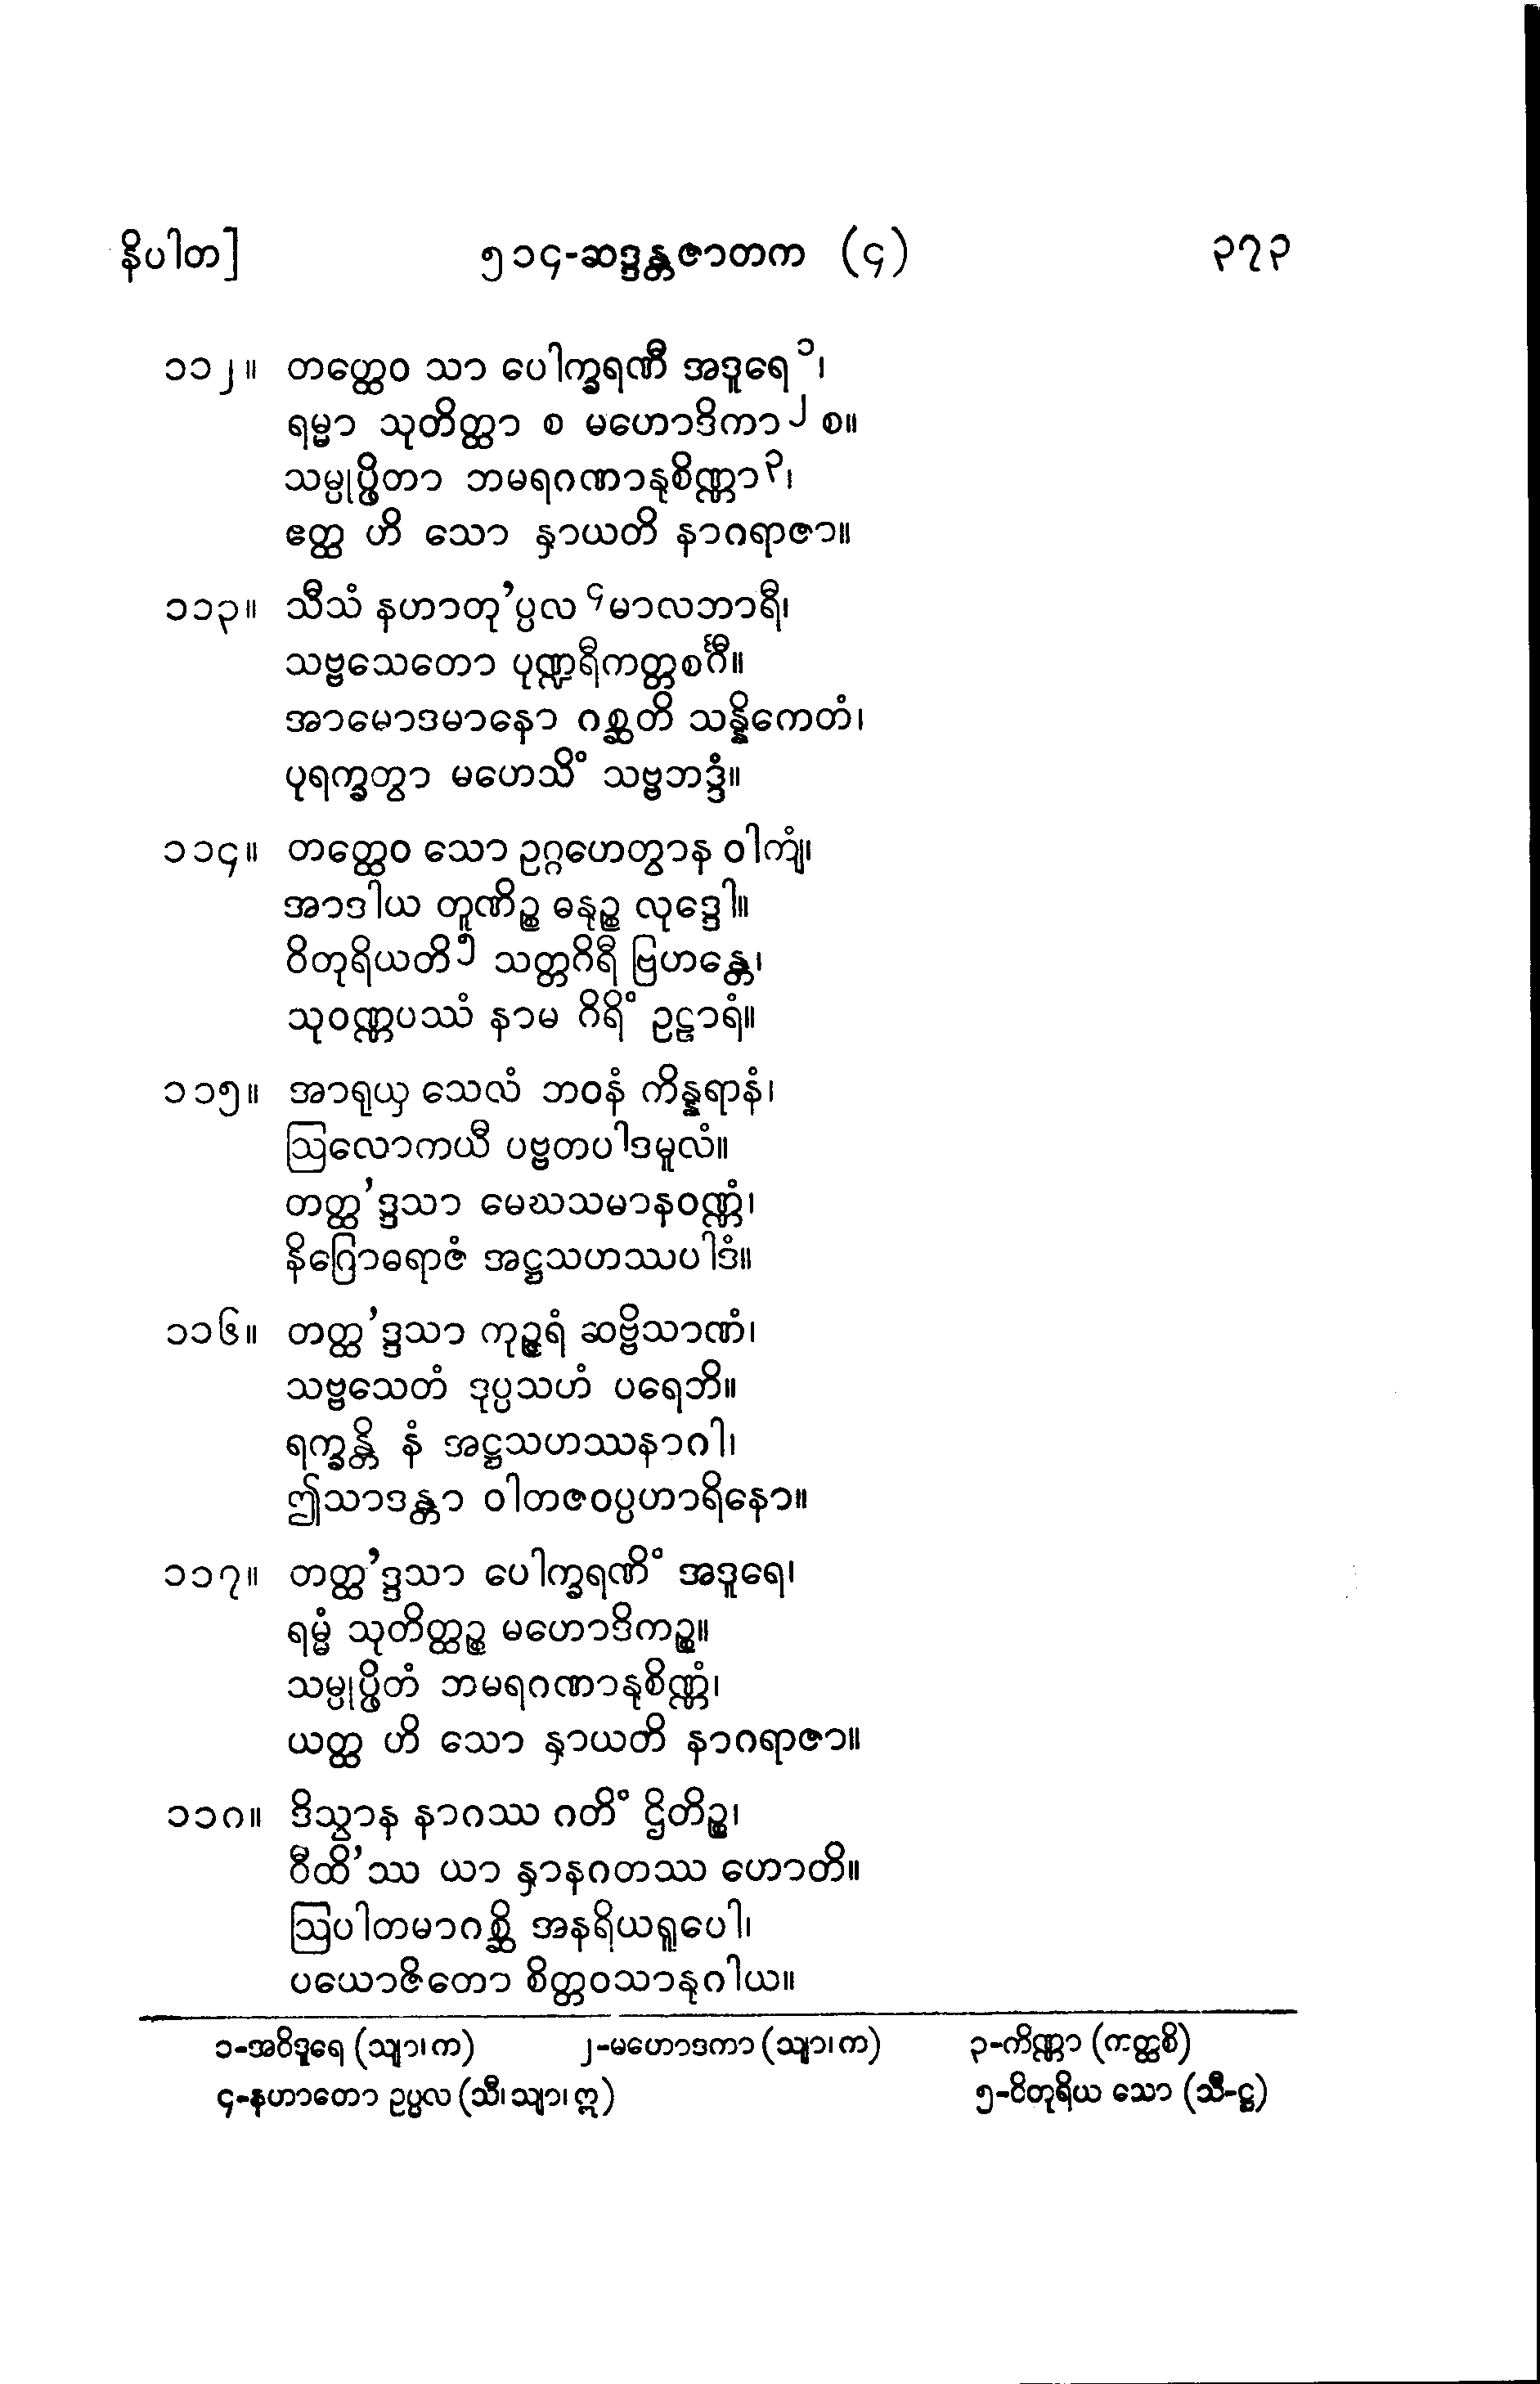 နိပါတ]	၅၁၄-ဆဒ္ဒန္တဇာတက (၄)	၃၇၃
၁၁၂။ တတ္ထေဝ သာ ပေါက္ခရဏီ အဒူရေ၁၊
ရမ္မာ သုတိတ္ထာ စ မဟောဒိကာ၂ စ။
သမ္ပုပ္ဖိတာ ဘမရဂဏာနုစိဏ္ဏာ၃၊
ဧတ္ထ ဟိ သော နှာယတိ နာဂရာဇာ။
၁၁၃။ သီသံ နဟာတု’ပ္ပလ ၄မာလဘာရီ၊
သဗ္ဗသေတော ပုဏ္ဍရီကတ္တစင်္ဂီ။
အာမောဒမာနော ဂစ္ဆတိ သန္နိကေတံ၊
ပုရက္ခတွာ မဟေသိံ သဗ္ဗဘဒ္ဒံ။
၁၁၄။ တတ္ထေဝ သော ဥဂ္ဂဟေတွာန ဝါကျံ၊
အာဒါယ တူဏိဉ္စ ဓနုဉ္စ လုဒ္ဒေါ။
ဝိတုရိယတိ၅ သတ္တဂိရီ ဗြဟန္တေ၊
သုဝဏ္ဏပဿံ နာမ ဂိရိံ ဥဠာရံ။
၁၁၅။ အာရုယှ သေလံ ဘဝနံ ကိန္နရာနံ၊
ဩလောကယီ ပဗ္ဗတပါဒမူလံ။
တတ္ထ’ဒ္ဒသာ မေဃသမာနဝဏ္ဏံ၊
နိဂြောဓရာဇံ အဋ္ဌသဟဿပါဒံ။
၁၁၆။ တတ္ထ’ဒ္ဒသာ ကုဉ္ဇရံ ဆဗ္ဗိသာဏံ၊
သဗ္ဗသေတံ ဒုပ္ပသဟံ ပရေဘိ။
ရက္ခန္တိ နံ အဋ္ဌသဟဿနာဂါ၊
ဤသာဒန္တာ ဝါတဇဝပ္ပဟာရိနော။
၁၁၇။ တတ္ထ’ဒ္ဒသာ ပေါက္ခရဏိံ အဒူရေ၊
ရမ္မံ သုတိတ္ထဉ္စ မဟောဒိကဉ္စ။
သမ္ပုပ္ဖိတံ ဘမရဂဏာနုစိဏ္ဏံ၊
ယတ္ထ ဟိ သော နှာယတိ နာဂရာဇာ။
၁၁၈။ ဒိသွာန နာဂဿ ဂတိံ ဌိတိဉ္စ၊
ဝီထိ’ဿ ယာ နှာနဂတဿ ဟောတိ။
ဩပါတမာဂစ္ဆိ အနရိယရူပေါ၊
ပယောဇိတော စိတ္တဝသာနုဂါယ။
၁-အဝိဒူရေ (သျာ၊ က)	၂-မဟောဒကာ (သျာ၊ က)	၃-ကိဏ္ဏာ (ကတ္ထစိ)
၄-နဟာတော ဥပ္ပလ (သီ၊ သျာ၊ ဣ)	၅-ဝိတုရိယ သော (သီ-ဋ္ဌ)